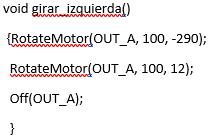 void girar_izquierda()
{RotateMotor(OUT_A, 100, -290);
RotateMotor(OUT_A, 100, 12);
Off(OUT_A);
}